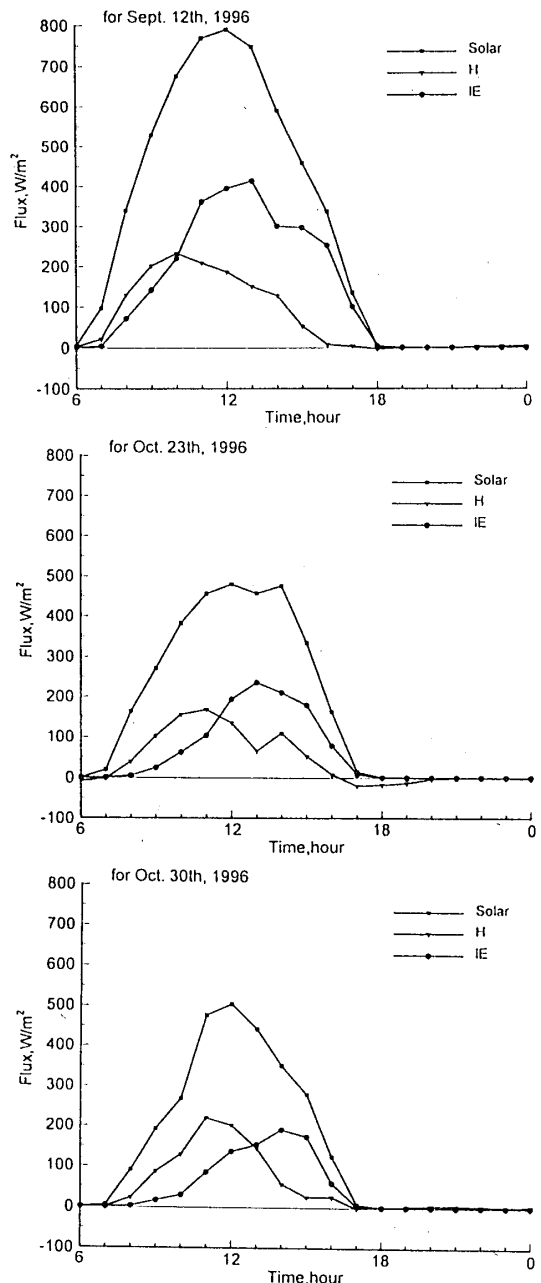 for Sept. 12th, 1996
800
700
600
500
400
300
200
100
0
-100
Flux,W/m²
Solar
H
IE
6
12
18
0
Time,hour
for Oct. 23th, 1996
800
700
600
500
400
300
200
100
0
-100
Flux,W/m²
Solar
H
IE
6
12
18
0
Time,hour
for Oct. 30th, 1996
800
700
600
500
400
300
200
100
0
-100
Flux,W/m²
Solar
H
IE
6
12
18
0
Time,hour